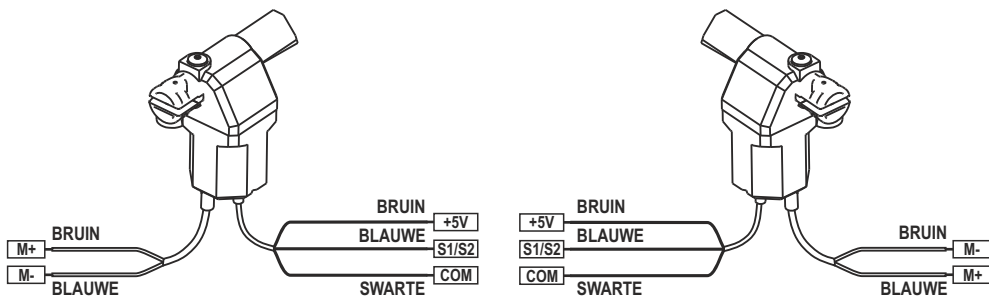 BRUIN
+5V
BLAUWE
S1/S2
COM
SWARTE
BRUIN
M+
M-
BLAUWE
BRUIN
+5V
BLAUWE
S1/S2
COM
SWARTE
BRUIN
M-
M+
BLAUWE